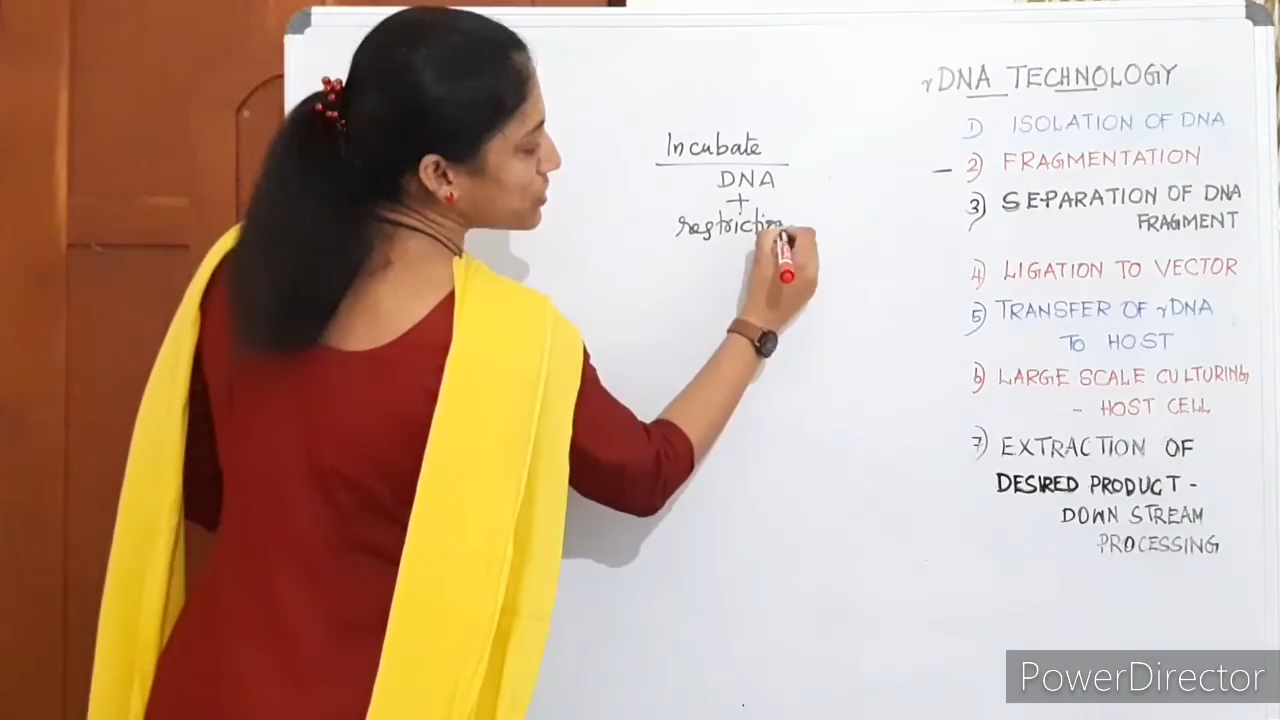 Incubate
DNA
+
restriction
rDNA TECHNOLOGY
1) ISOLATION OF DNA
- 2) FRAGMENTATION
3) SEPARATION OF DNA
FRAGMENT
4) LIGATION TO VECTOR
5) TRANSFER OF rDNA
TO HOST
6) LARGE SCALE CULTURING
- HOST CELL
7) EXTRACTION OF
DESIRED PRODUCT -
DOWN STREAM
PROCESSING
PowerDirector